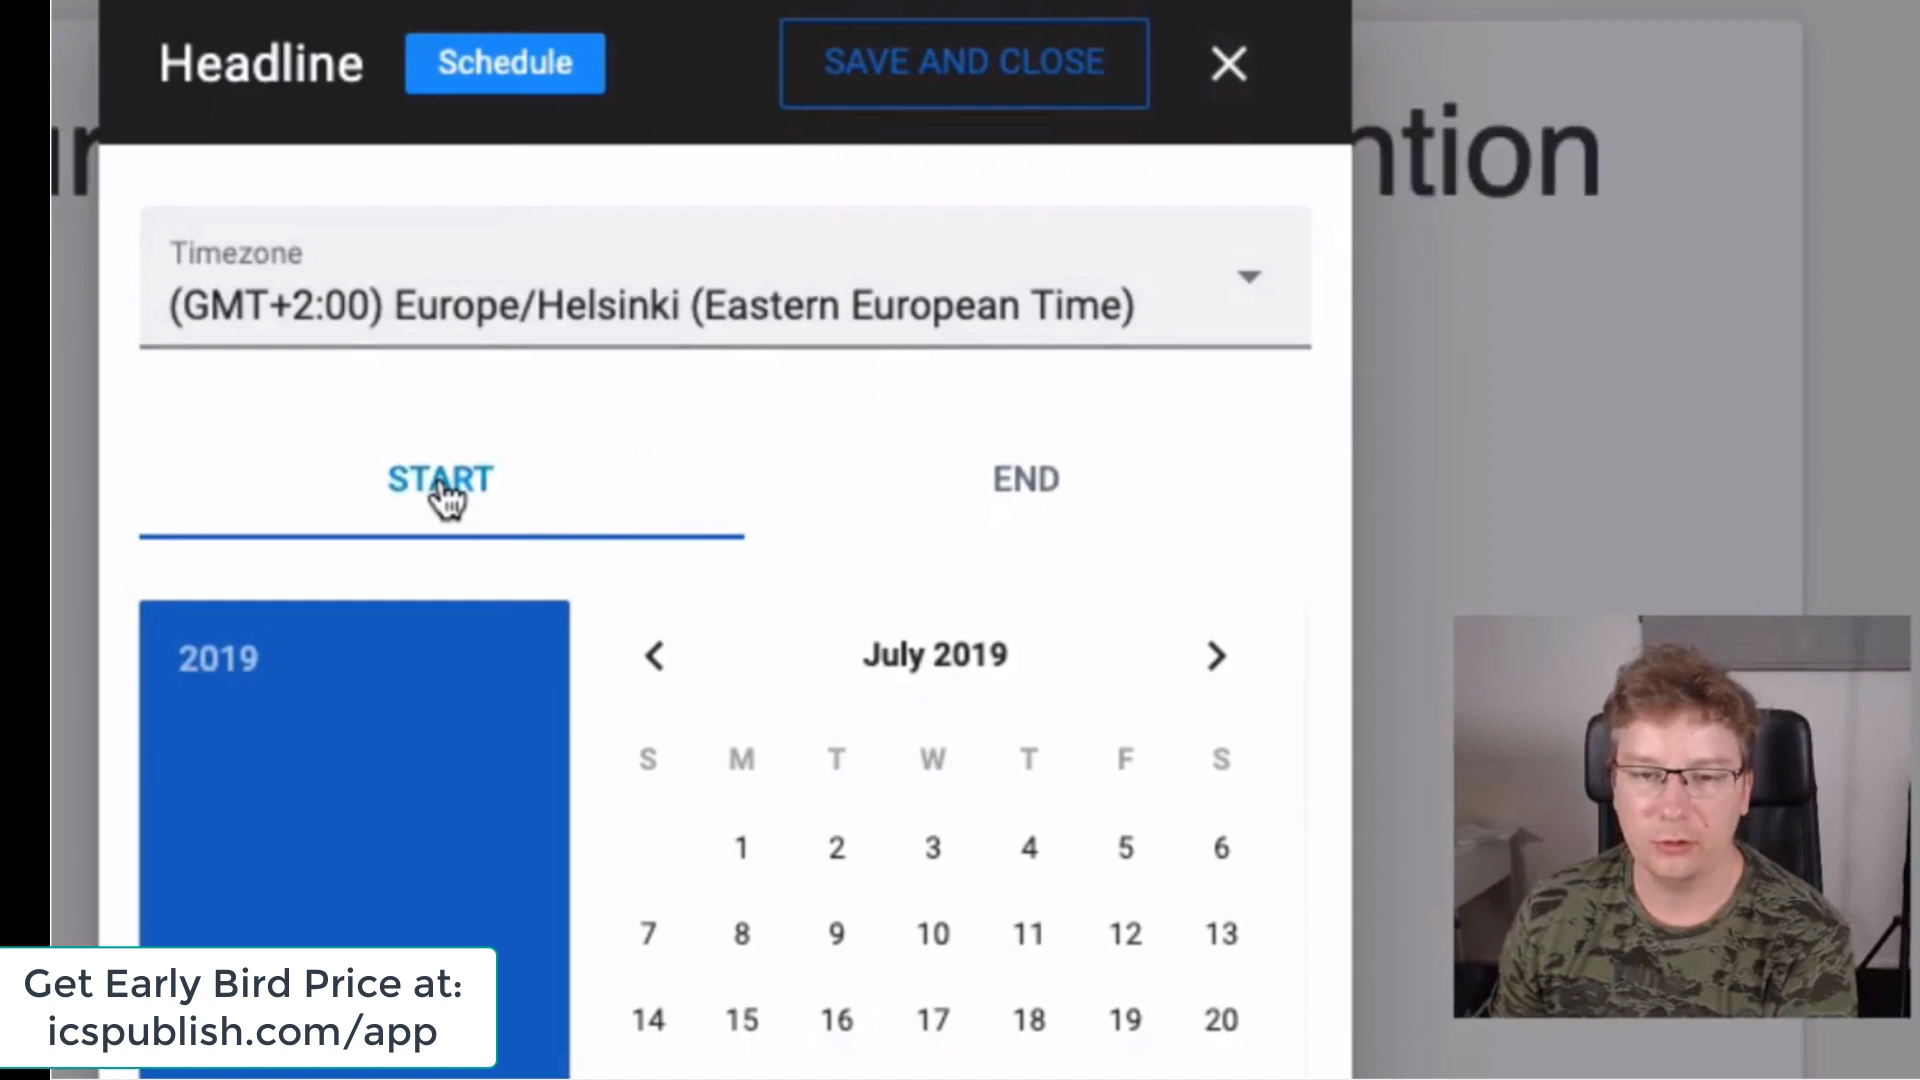 Headline Schedule SAVE AND CLOSE
ntion
Timezone
(GMT+2:00) Europe/Helsinki (Eastern European Time)
START END
2019
July 2019
S M T W T F S
1 2 3 4 5 6
7 8 9 10 11 12 13
14 15 16 17 18 19 20
Get Early Bird Price at:
icspublish.com/app